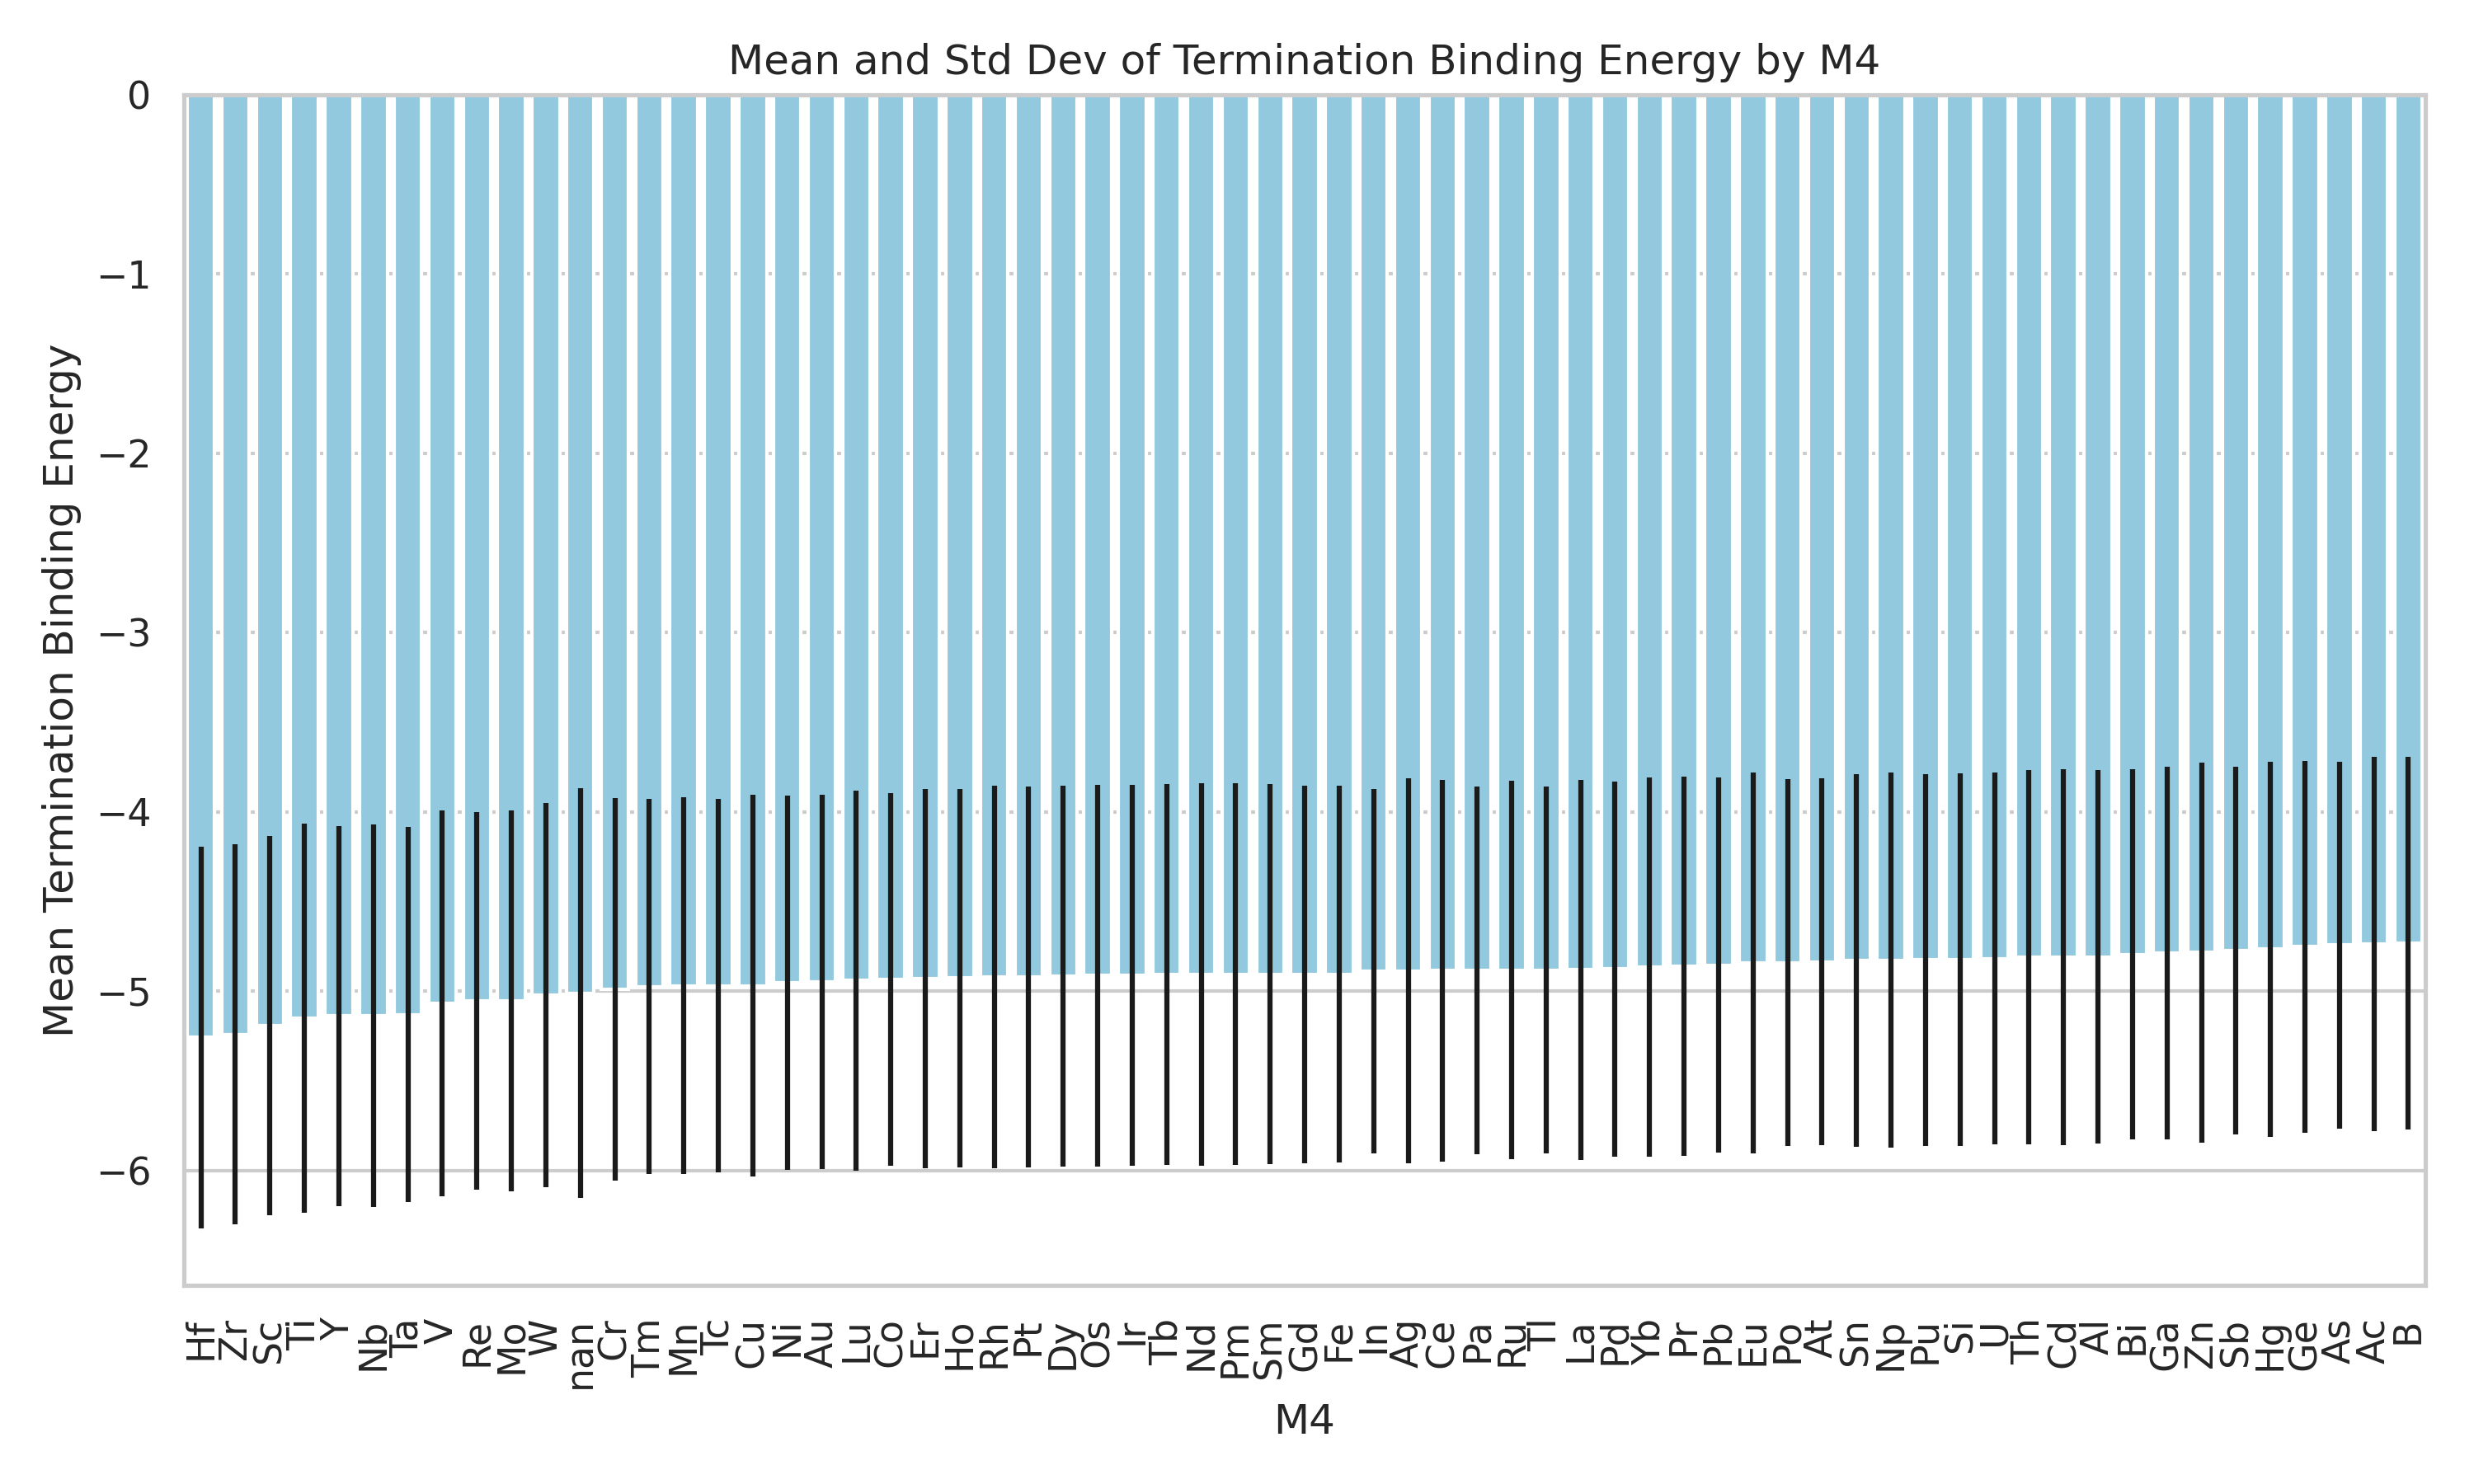 Mean and Std Dev of Termination Binding Energy by M4
Mean Termination Binding Energy
0
−1
−2
−3
−4
−5
−6
Hf Zr Sc Ti Y Nb Ta V Re Mo W nan Cr Tm Mn Tc Cu Ni Au Lu Co Er Ho Rh Pt Dy Os Ir Tb Nd Pm Sm Gd Fe In Ag Ce Pa Ru Tl La Pd Yb Pr Pb Eu Po At Sn Np Pu Si U Th Cd Al Bi Ga Zn Sb Hg Ge As Ac B
M4